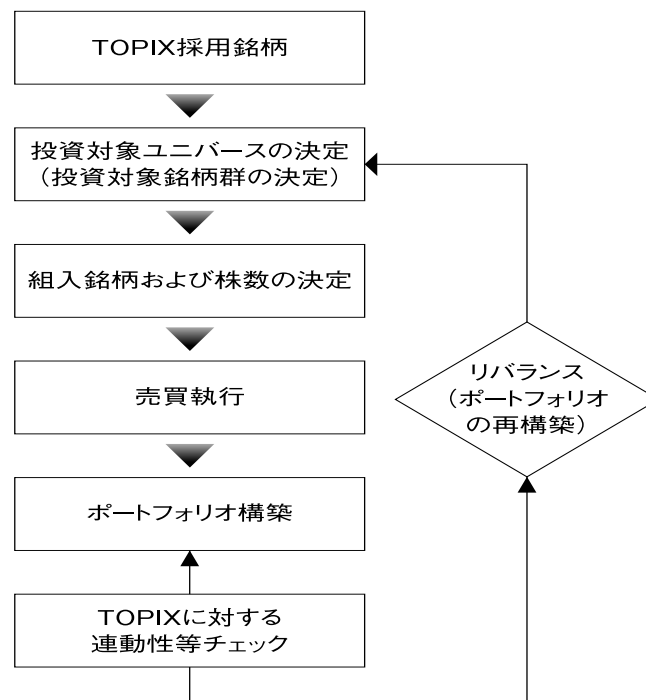 TOPIX採用銘柄
投資対象ユニバースの決定
（投資対象銘柄群の決定）
組入銘柄および株数の決定
売買執行
ポートフォリオ構築
TOPIXに対する
連動性等チェック
リバランス
（ポートフォリオ
の再構築）